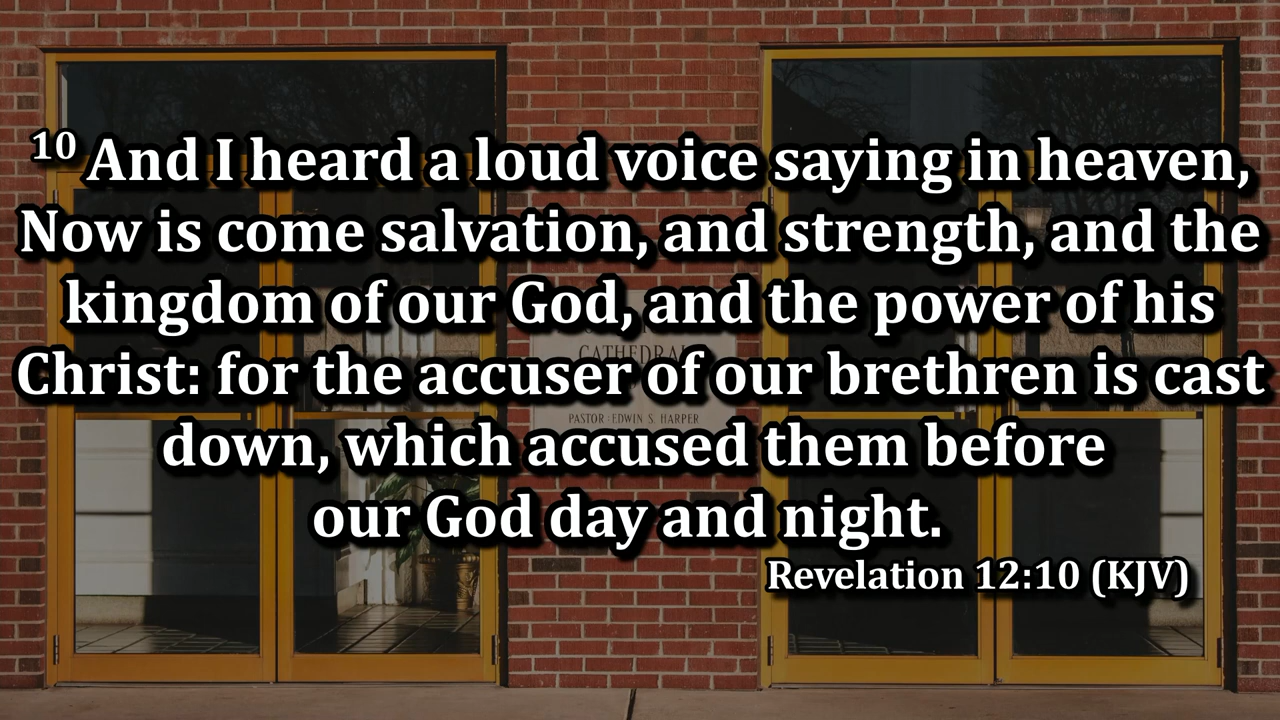 10 And I heard a loud voice saying in heaven,
Now is come salvation, and strength, and the
kingdom of our God, and the power of his
CATHEDRAL
Christ: for the accuser of our brethren is cast
PASTOR·EDWIN S. HARPER
down, which accused them before
our God day and night.
Revelation 12:10 (KJV)